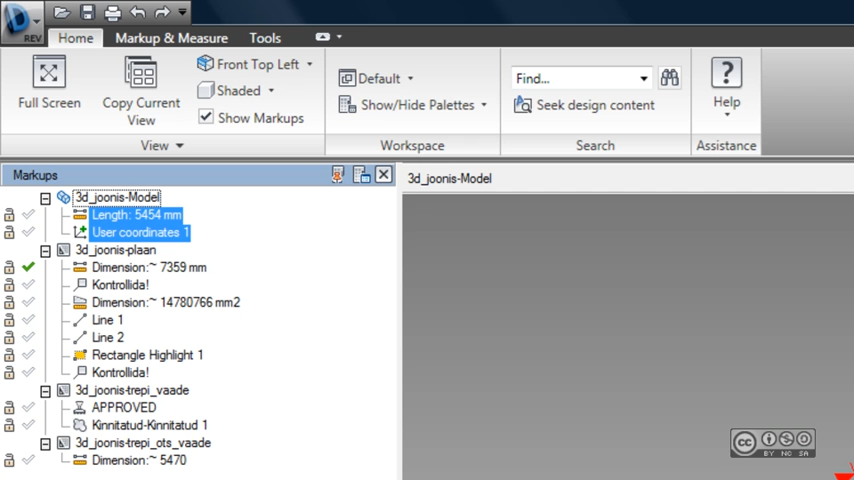 REV
Home Markup & Measure Tools
Full Screen
Copy Current View
Front Top Left
Shaded
Show Markups
View
Default
Show/Hide Palettes
Workspace
Find...
Seek design content
Search
?
Help
Assistance
Markups
3d_joonis-Model
3d_joonis-Model
Length: 5454 mm
User coordinates 1
3d_joonis-plaan
Dimension:~ 7359 mm
Kontrollida!
Dimension:~ 14780766 mm2
Line 1
Line 2
Rectangle Highlight 1
Kontrollida!
3d_joonis-trepi_vaade
APPROVED
Kinnitatud-Kinnitatud 1
3d_joonis-trepi_ots_vaade
Dimension:~ 5470
cc
BY NC SA